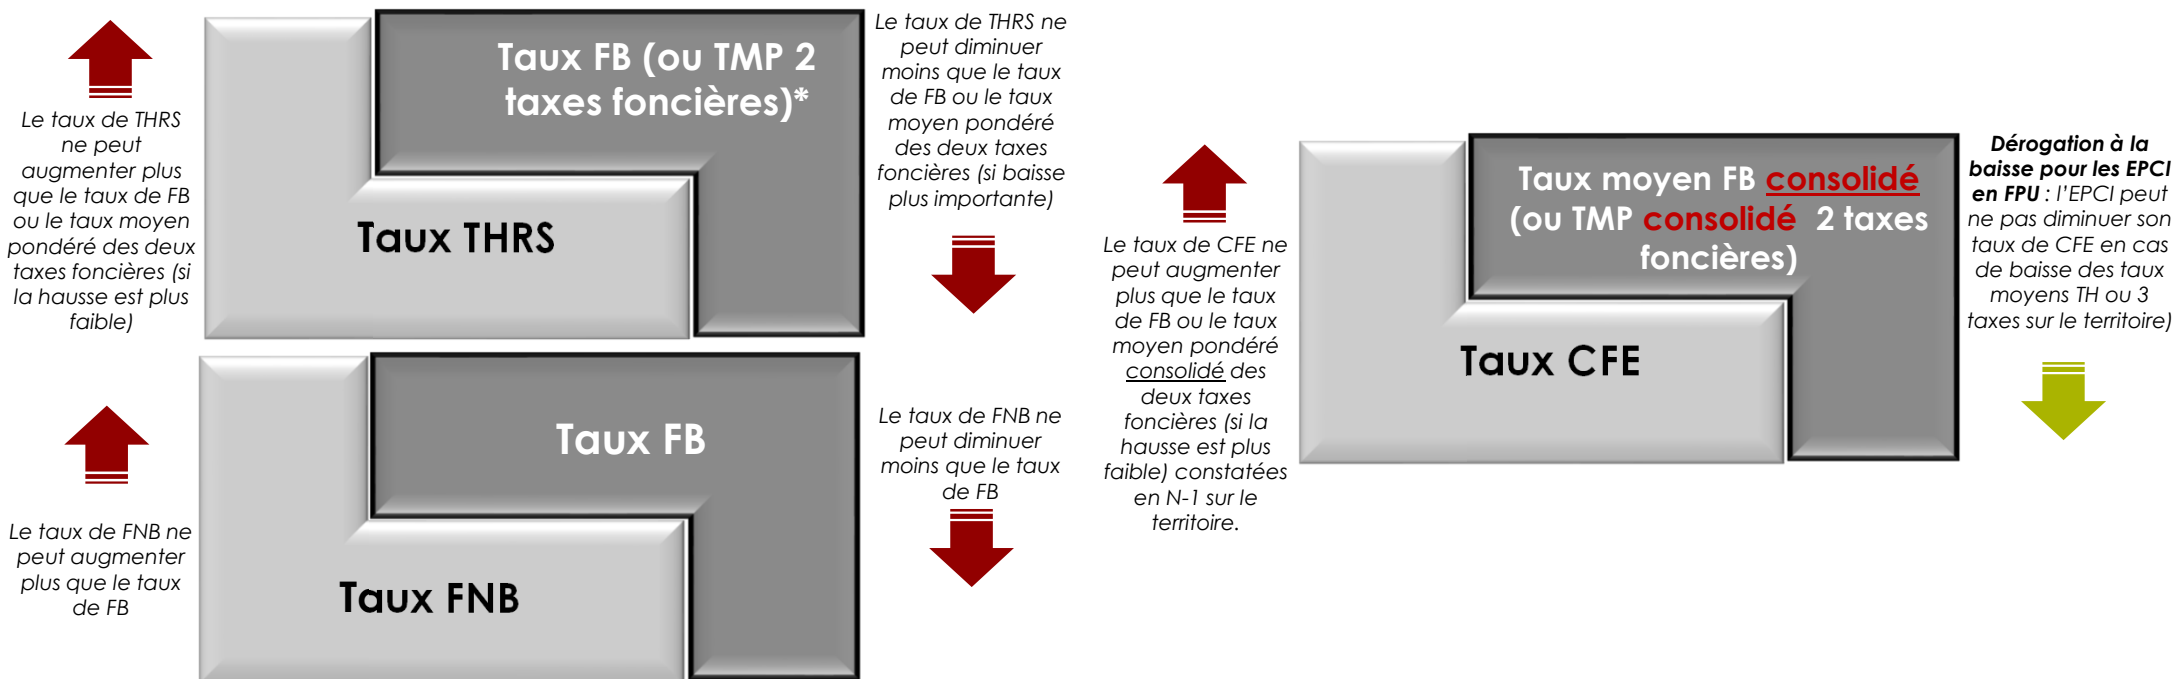 Le taux de THRS
ne peut
augmenter plus
que le taux de FB
ou le taux moyen
pondéré des deux
taxes foncières (si
la hausse est plus
faible)
Taux FB (ou TMP 2
taxes foncières)*
Taux THRS
Le taux de THRS ne
peut diminuer
moins que le taux
de FB ou le taux
moyen pondéré
des deux taxes
foncières (si baisse
plus importante)
Le taux de FNB ne
peut augmenter
plus que le taux
de FB
Taux FB
Taux FNB
Le taux de FNB ne
peut diminuer
moins que le taux
de FB
Le taux de CFE ne
peut augmenter
plus que le taux
de FB ou le taux
moyen pondéré
consolidé des
deux taxes
foncières (si la
hausse est plus
faible) constatées
en N-1 sur le
territoire.
Taux moyen FB consolidé
(ou TMP consolidé 2 taxes
foncières)
Taux CFE
Dérogation à la
baisse pour les EPCI
en FPU : l'EPCI peut
ne pas diminuer son
taux de CFE en cas
de baisse des taux
moyens TH ou 3
taxes sur le territoire)